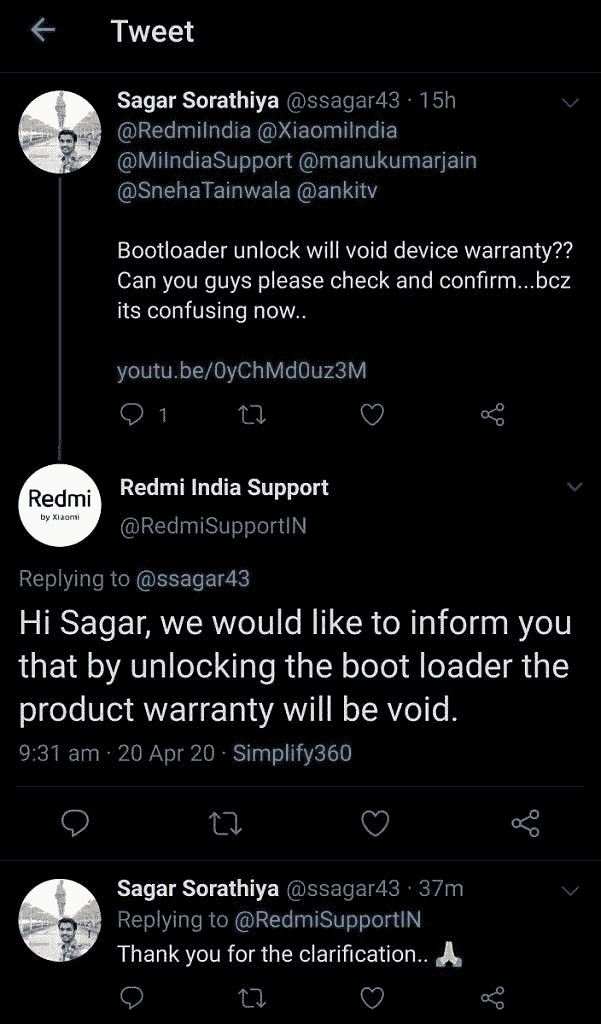 Tweet
Sagar Sorathiya @ssagar43 · 15h
@RedmiIndia @XiaomiIndia
@MiIndiaSupport @manukumarjain
@SnehaTainwala @ankitv
Bootloader unlock will void device warranty??
Can you guys please check and confirm...bcz
its confusing now..
youtu.be/0yChMd0uz3M
1
Redmi
by Xiaomi
Redmi India Support
@RedmiSupportIN
Replying to @ssagar43
Hi Sagar, we would like to inform you
that by unlocking the boot loader the
product warranty will be void.
9:31 am · 20 Apr 20 · Simplify360
Sagar Sorathiya @ssagar43 · 37m
Replying to @RedmiSupportIN
Thank you for the clarification.. 🙏